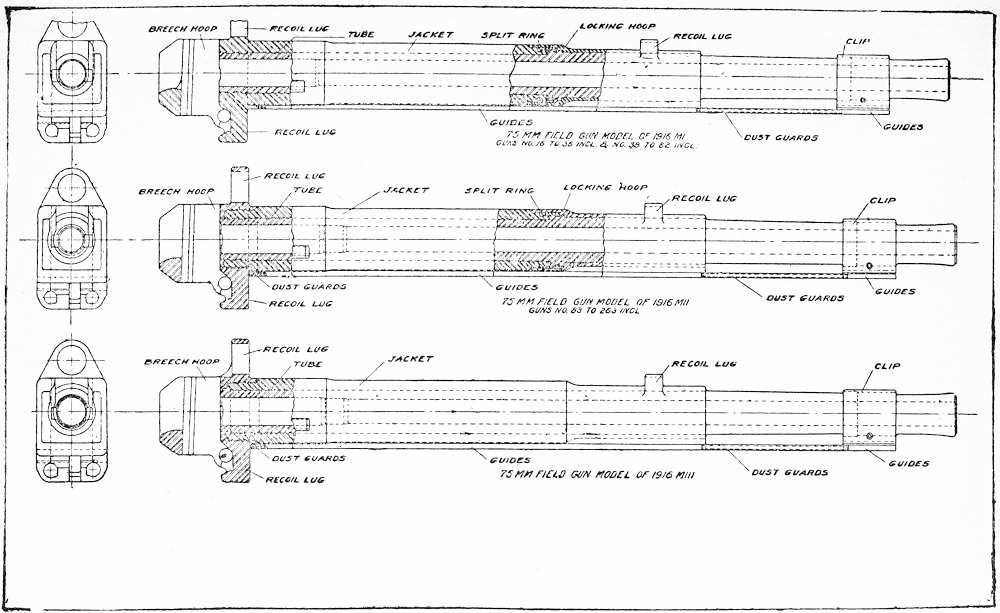 BREECH HOOP
RECOIL LUG
TUBE
JACKET
SPLIT RING
LOCKING HOOP
RECOIL LUG
CLIP
RECOIL LUG
GUIDES
DUST GUARDS
GUIDES
75 MM FIELD GUN MODEL OF 1916 MI
GUNS NO. 16 TO 35 INCL. & NO. 38 TO 82 INCL.
BREECH HOOP
RECOIL LUG
TUBE
JACKET
SPLIT RING
LOCKING HOOP
RECOIL LUG
CLIP
DUST GUARDS
RECOIL LUG
GUIDES
DUST GUARDS
GUIDES
75 MM FIELD GUN MODEL OF 1916 MII
GUNS NO. 83 TO 263 INCL
BREECH HOOP
RECOIL LUG
TUBE
JACKET
RECOIL LUG
CLIP
DUST GUARDS
RECOIL LUG
GUIDES
DUST GUARDS
GUIDES
75 MM FIELD GUN MODEL OF 1916 MIII